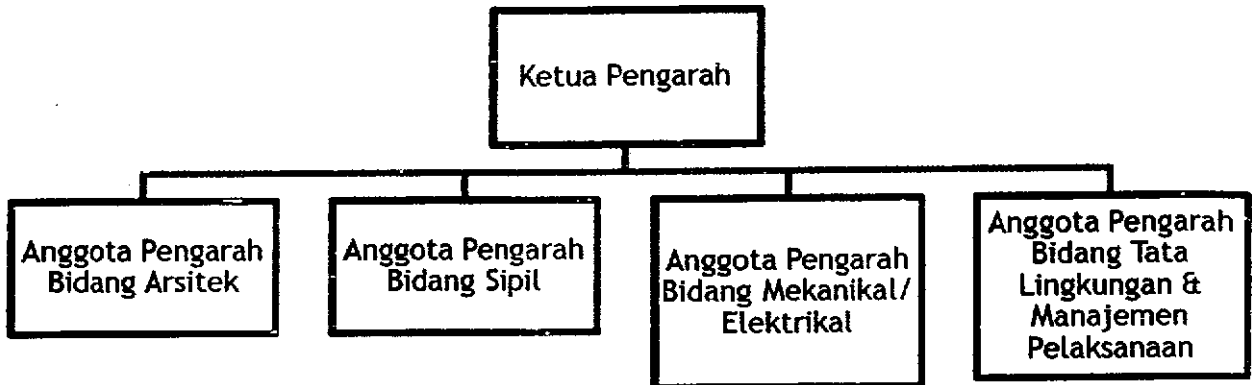 Ketua Pengarah
Anggota Pengarah
Bidang Arsitek
Anggota Pengarah
Bidang Sipil
Anggota Pengarah
Bidang Mekanikal/
Elektrikal
Anggota Pengarah
Bidang Tata
Lingkungan &
Manajemen
Pelaksanaan